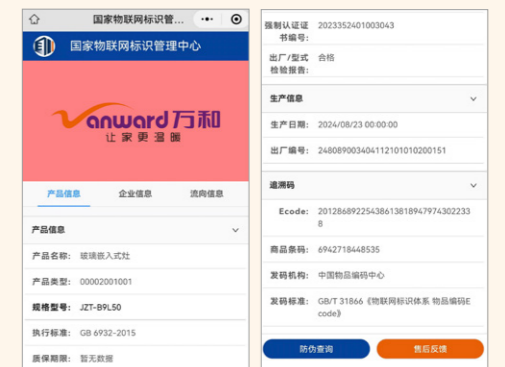 国家物联网标识管...
国家物联网标识管理中心
Vanward万和
让家更温暖
产品信息 企业信息 流向信息
产品信息
产品名称: 玻璃嵌入式灶
产品类型: 00002001001
规格型号: JZT-B9L50
执行标准: GB 6932-2015
质保期限: 暂无数据
强制认证证 2023352401003043
书编号:
出厂/型式 合格
检验报告:
生产信息
生产日期: 2024/08/23 00:00:00
出厂编号: 248089003404112101010200151
追溯码
Ecode: 20128689225438613818947974302233
8
商品条码: 6942718448535
发码机构: 中国物品编码中心
发码标准: GB/T 31866《物联网标识体系 物品编码E
code》
防伪查询 售后反馈